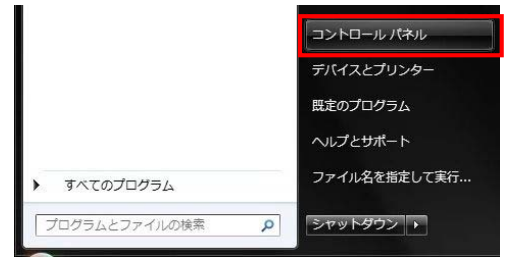 コントロール パネル
デバイスとプリンター
既定のプログラム
ヘルプとサポート
ファイル名を指定して実行...
すべてのプログラム
プログラムとファイルの検索
シャットダウン